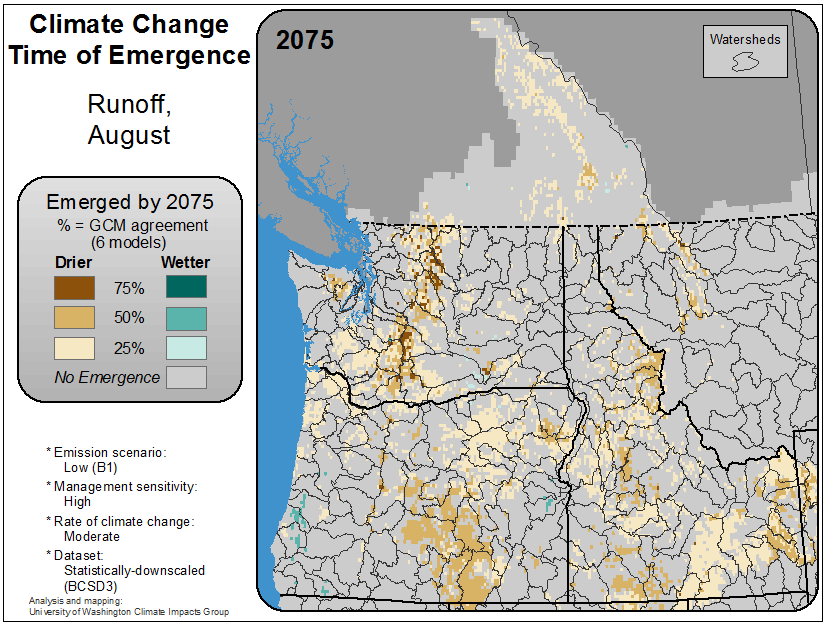 Climate Change
Time of Emergence
Runoff,
August
Emerged by 2075
% = GCM agreement
(6 models)
Drier Wetter
75%
50%
25%
No Emergence
* Emission scenario:
Low (B1)
* Management sensitivity:
High
* Rate of climate change:
Moderate
* Dataset:
Statistically-downscaled
(BCSD3)
Analysis and mapping:
University of Washington Climate Impacts Group
2075
Watersheds